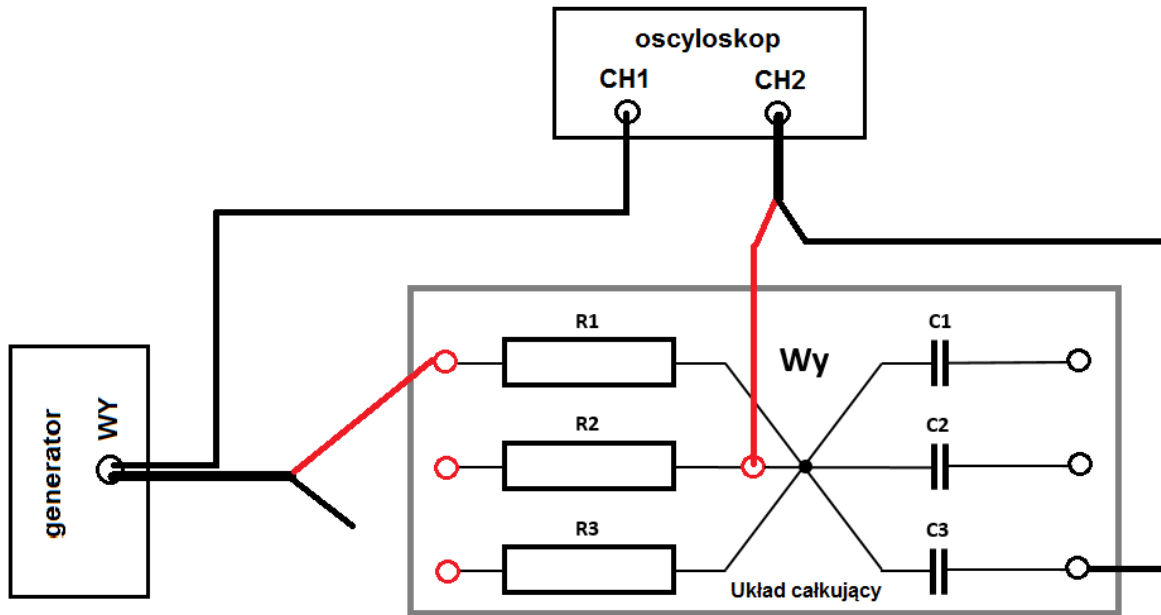 oscyloskop
CH1
CH2
generator
WY
R1
R2
R3
Wy
C1
C2
C3
Układ całkujący